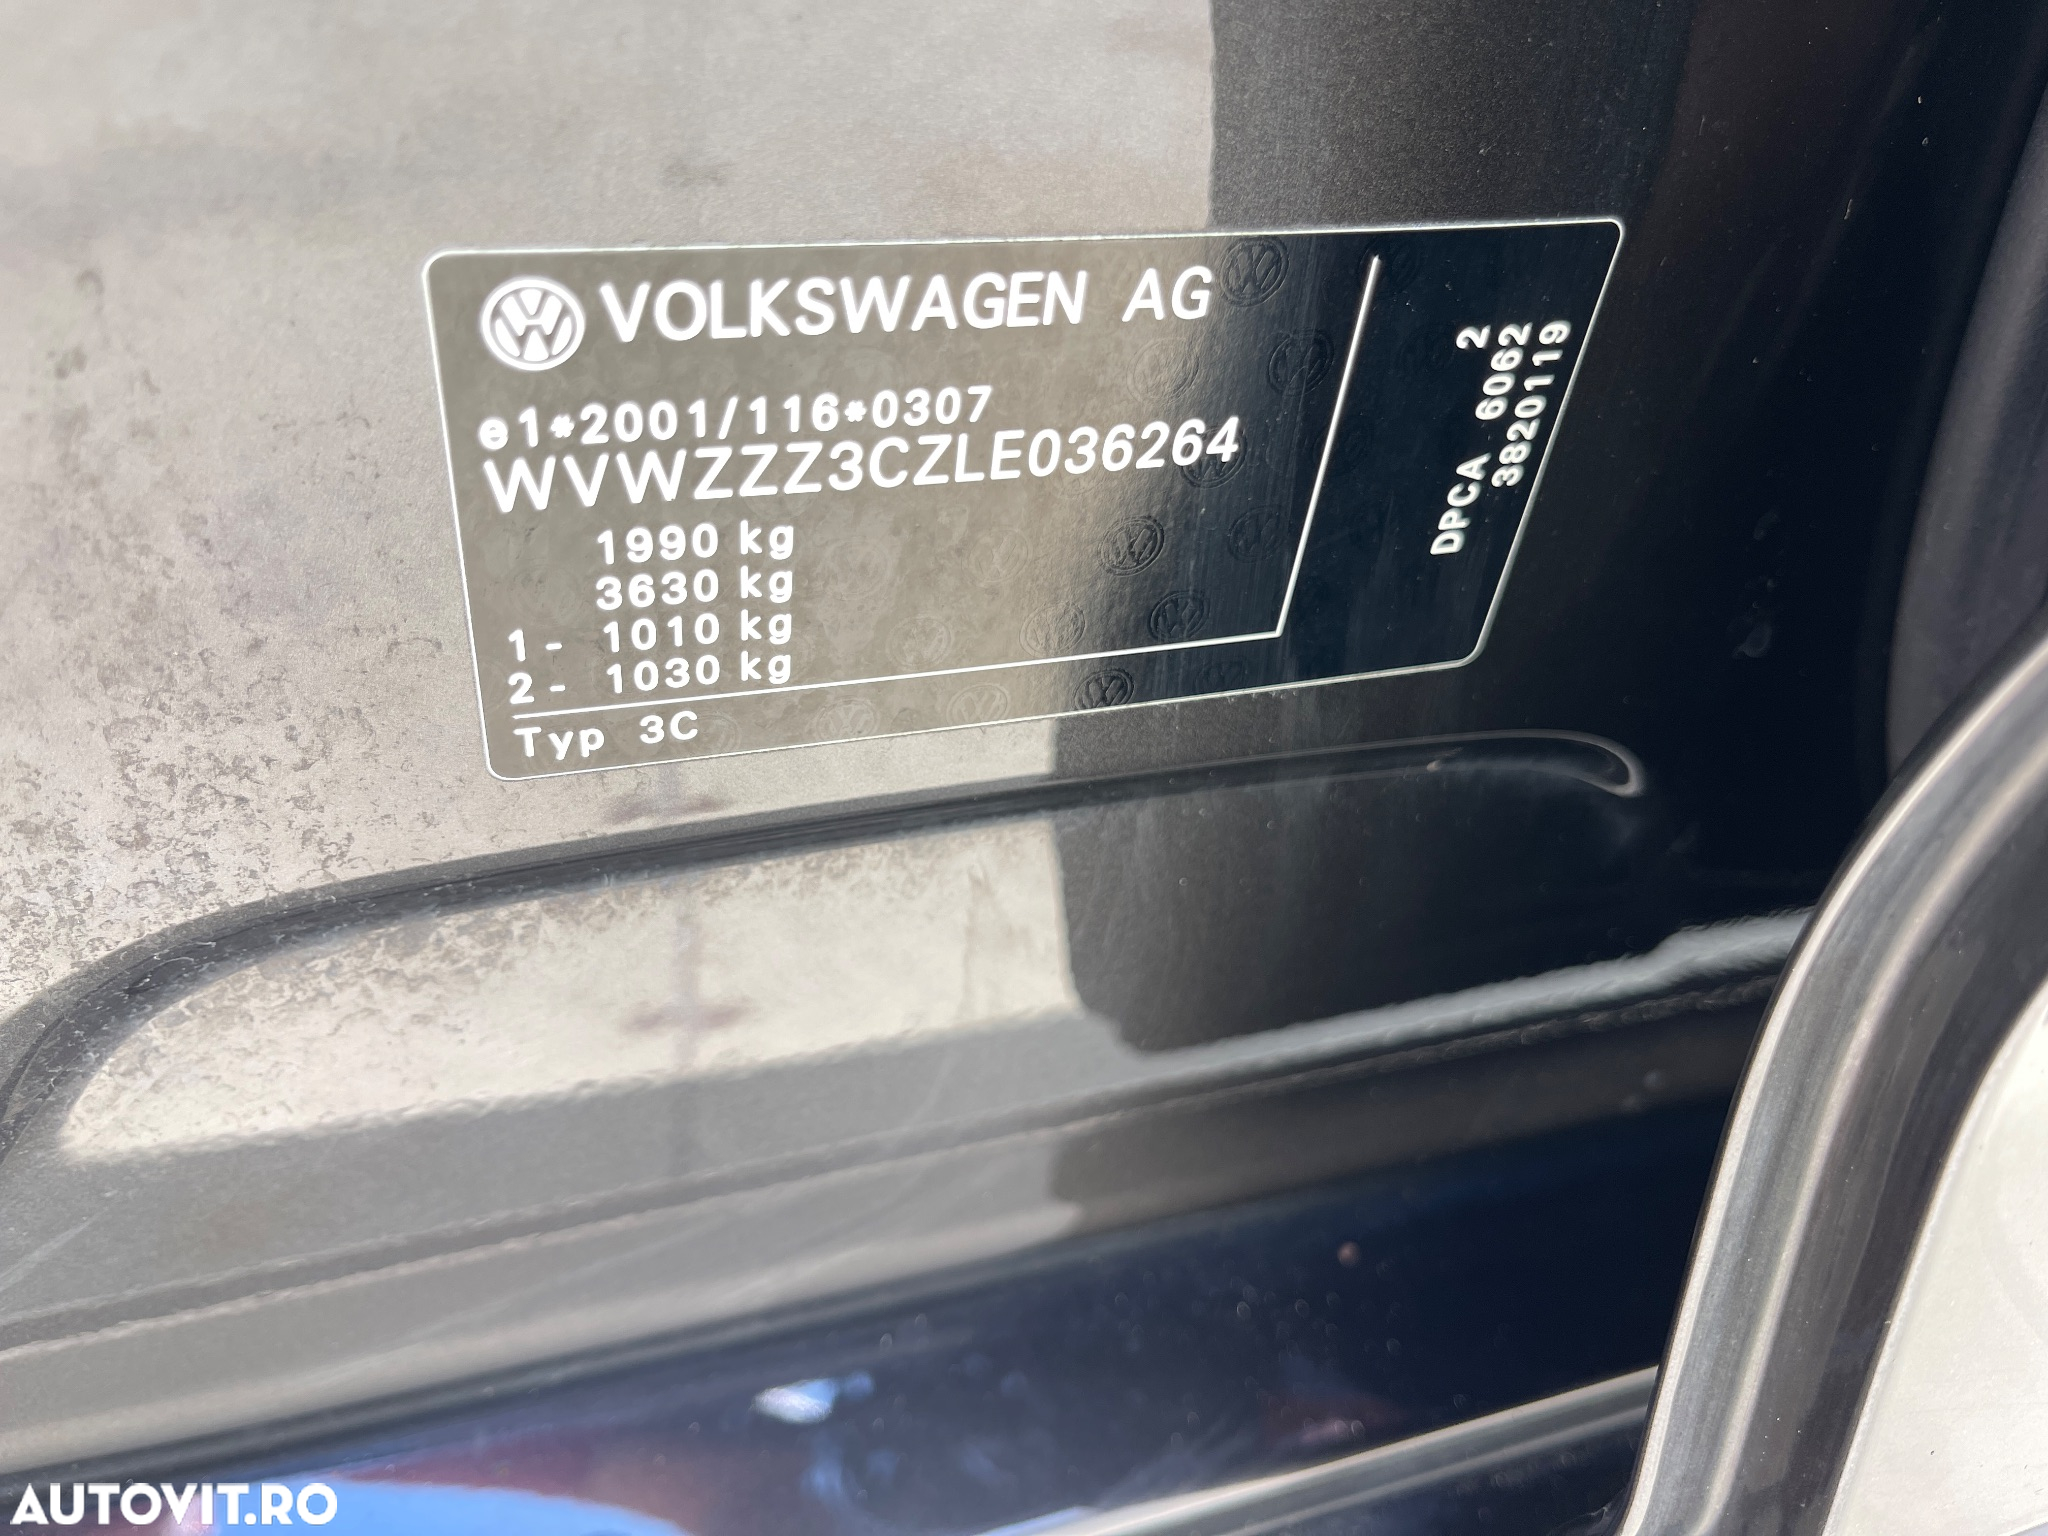 VOLKSWAGEN AG
e1*2001/116*0307
WVWZZZ3CZLE036264
1990 kg
3630 kg
1 - 1010 kg
2 - 1030 kg
Typ 3C
2
DPCA 6062
3820119
AUTOVIT.RO